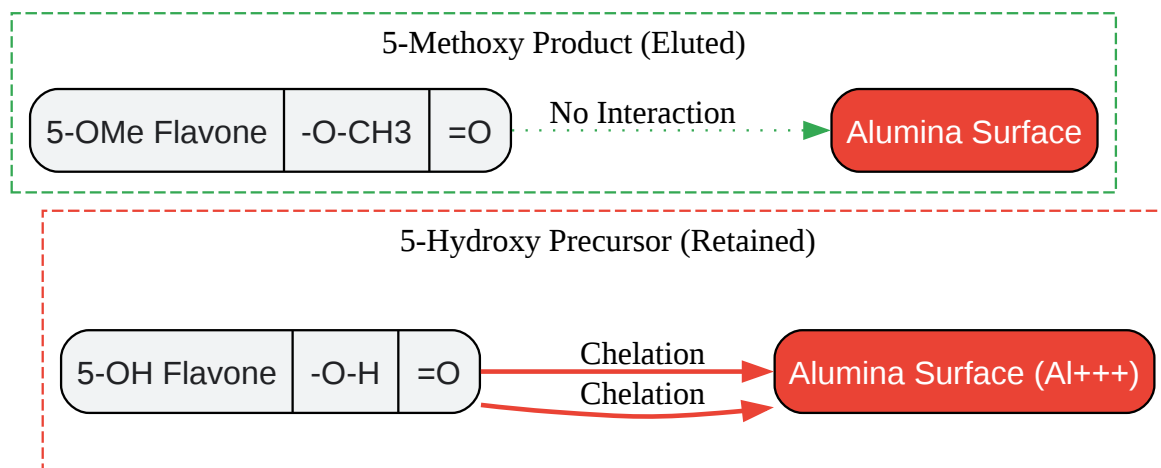 5-Methoxy Product (Eluted)
5-OMe Flavone -O-CH3 =O
No Interaction
Alumina Surface
5-Hydroxy Precursor (Retained)
5-OH Flavone -O-H =O
Chelation
Chelation
Alumina Surface (Al+++)